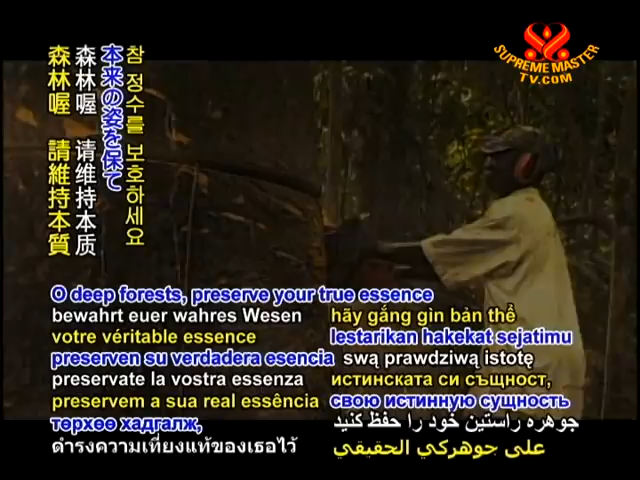 SUPREME MASTER
TV.COM
참 정수를 보호하세요
本来の姿を保て
森林喔 请维持本质
森林喔 請維持本質
O deep forests, preserve your true essence
bewahrt euer wahres Wesen
hãy gắng gìn bản thể
votre véritable essence
lestarikan hakekat sejatimu
preserven su verdadera esencia
swą prawdziwą istotę
preservate la vostra essenza
истинската си същност,
preservem a sua real essência
свою истинную сущность
төрхөө хадгалж,
جوهره راستین خود را حفظ کنید
ดำรงความเที่ยงแท้ของเธอไว้
على جوهركي الحقيقي